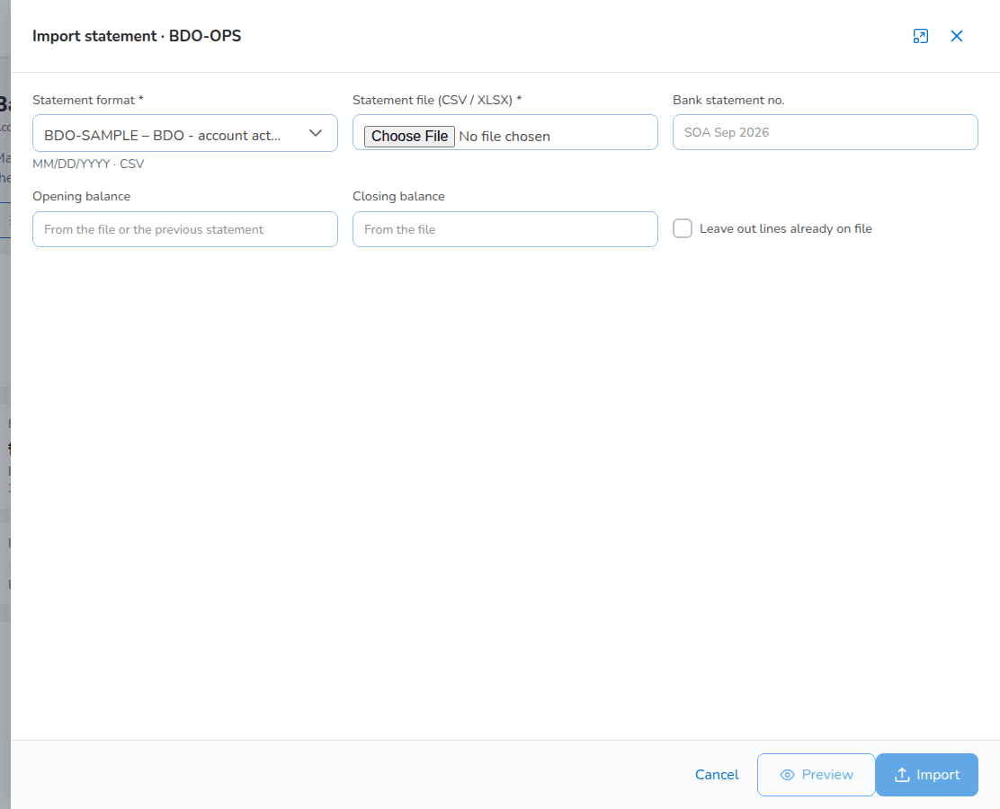 Import statement · BDO-OPS
Statement format *
Statement file (CSV / XLSX) *
Bank statement no.
BDO-SAMPLE – BDO - account act...
Choose File No file chosen
SOA Sep 2026
MM/DD/YYYY · CSV
Opening balance
Closing balance
From the file or the previous statement
From the file
Leave out lines already on file
Cancel
Preview
Import